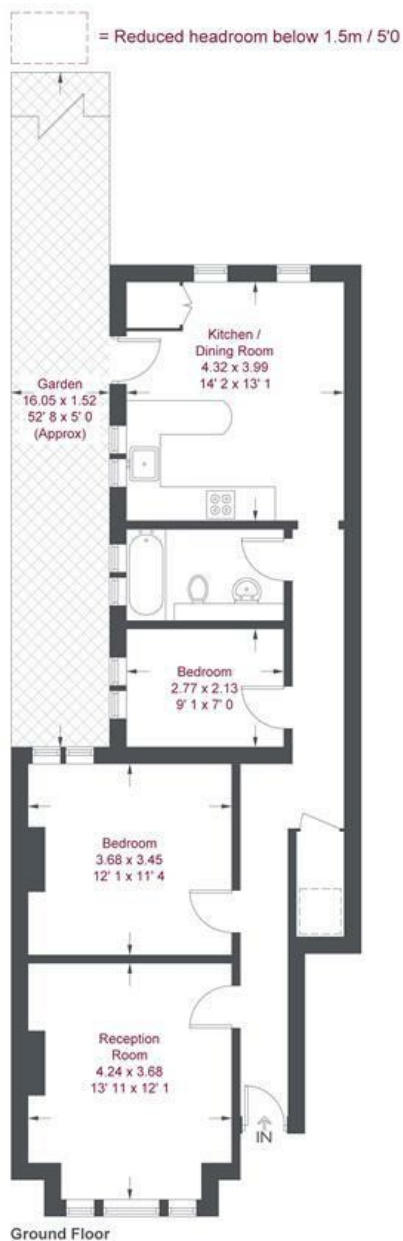 = Reduced headroom below 1.5m / 5'0
Kitchen /
Dining Room
4.32 x 3.99
14' 2 x 13' 1
Garden
16.05 x 1.52
52' 8 x 5' 0
(Approx)
Bedroom
2.77 x 2.13
9' 1 x 7' 0
Bedroom
3.68 x 3.45
12' 1 x 11' 4
Reception
Room
4.24 x 3.68
13' 11 x 12' 1
IN
Ground Floor